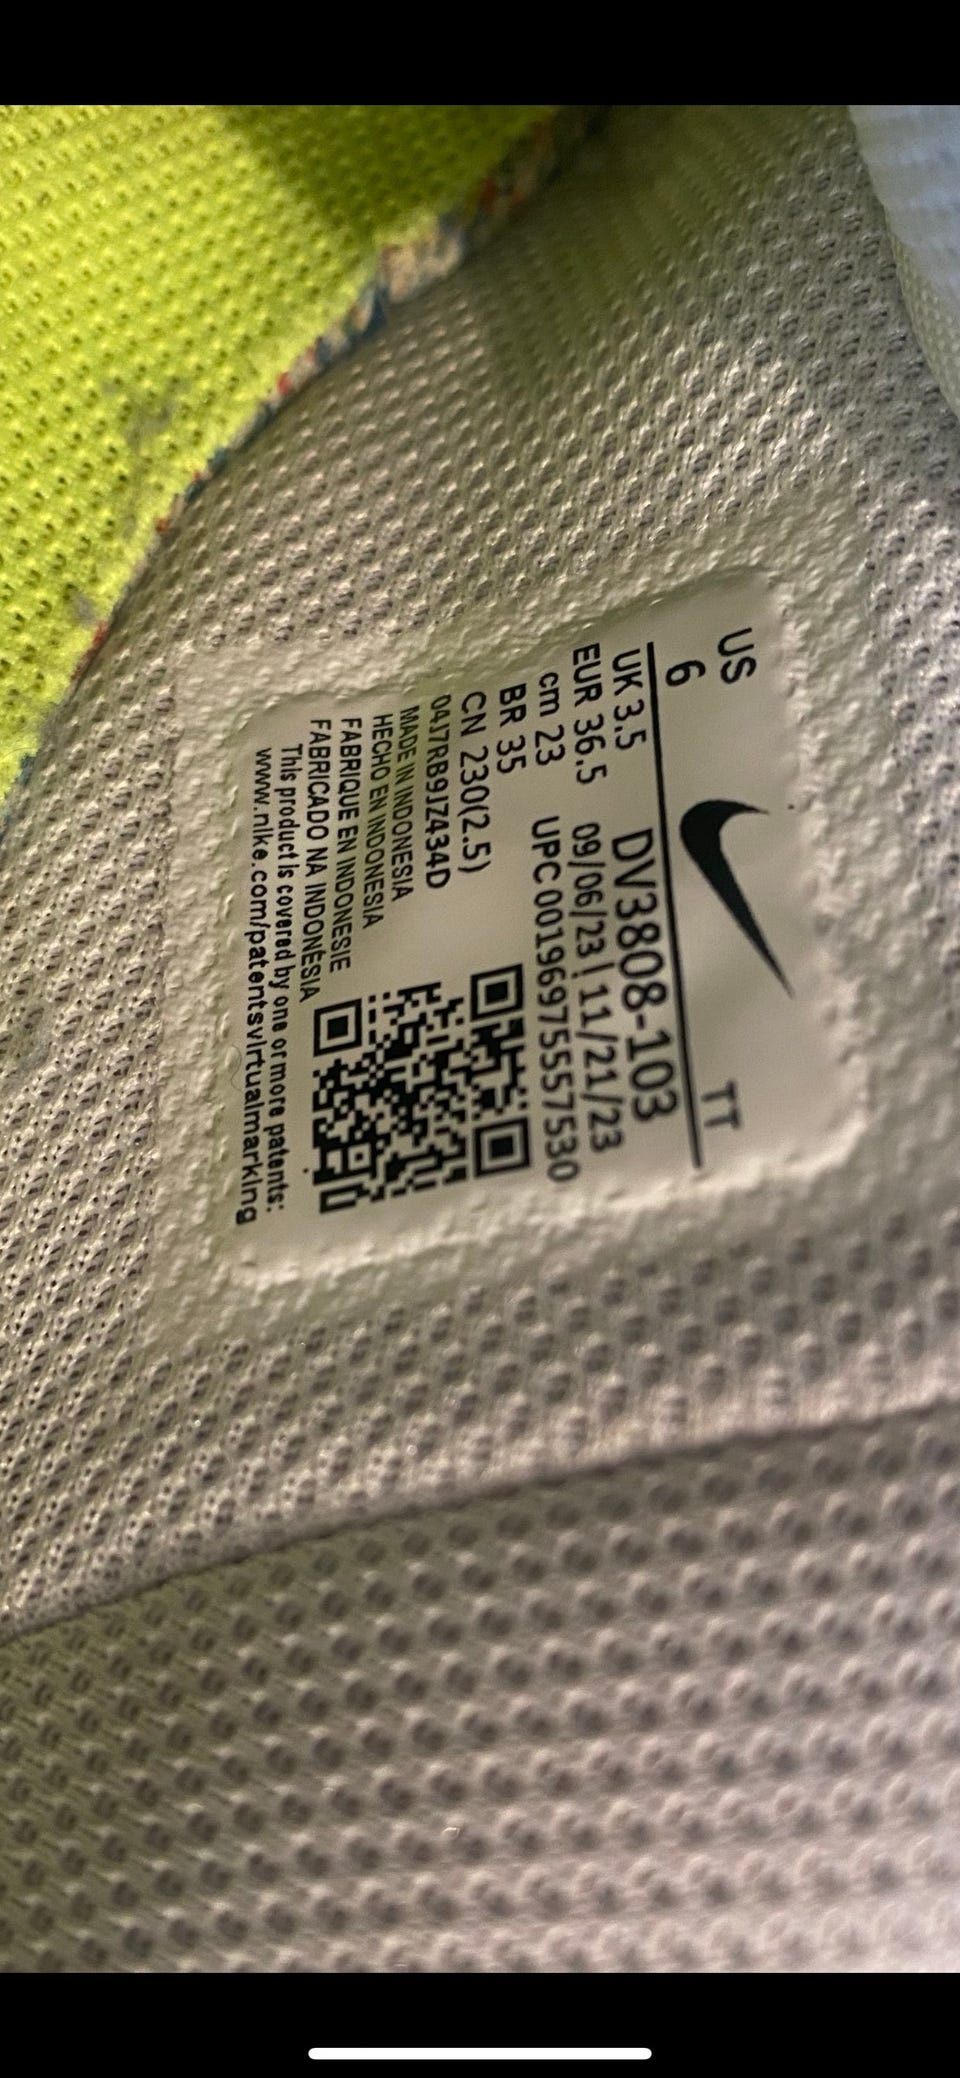 US
6
TT
UK 3.5
DV3808-103
EUR 36.5
09/06/23 | 11/21/23
cm 23
UPC 00196975557530
BR 35
CN 230(2.5)
04J7RB91Z434D
MADE IN INDONESIA
HECHO EN INDONESIA
FABRIQUE EN INDONESIE
FABRICADO NA INDONÉSIA
This product is covered by one or more patents:
www.nike.com/patentsvirtualmarking